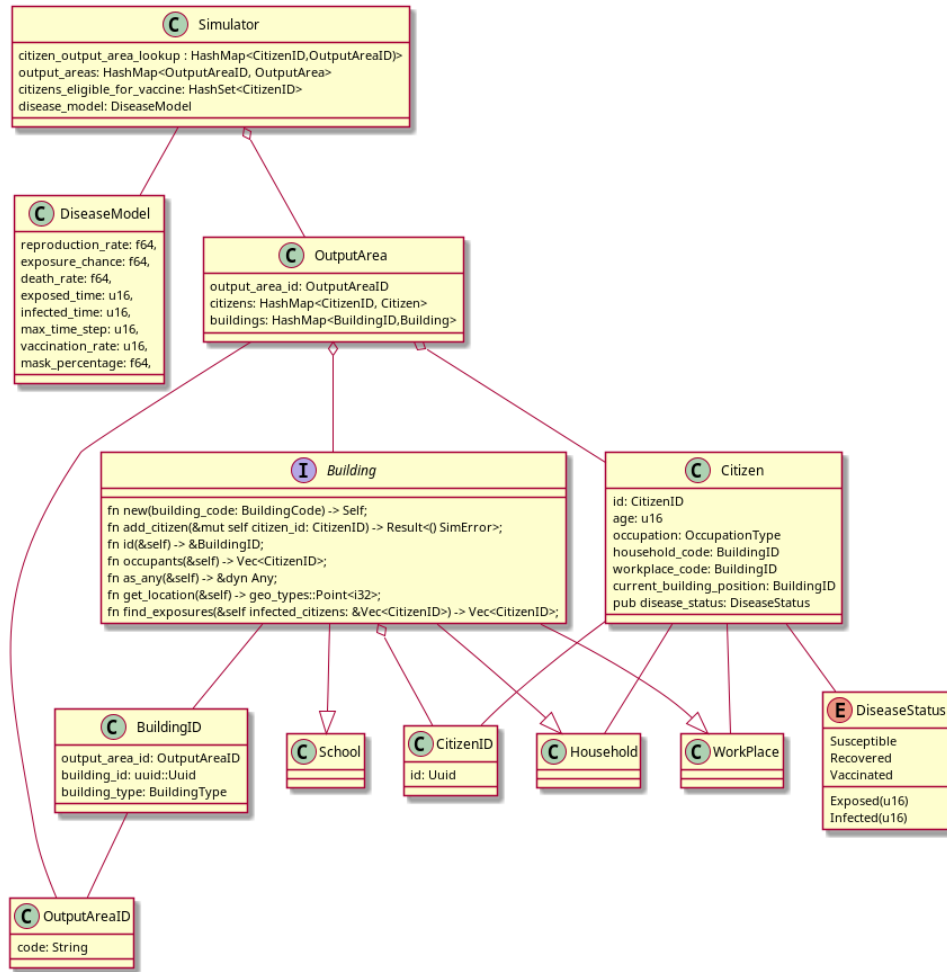 C Simulator
citizen_output_area_lookup : HashMap<CitizenID,OutputAreaID)>
output_areas: HashMap<OutputAreaID, OutputArea>
citizens_eligible_for_vaccine: HashSet<CitizenID>
disease_model: DiseaseModel
C DiseaseModel
reproduction_rate: f64,
exposure_chance: f64,
death_rate: f64,
exposed_time: u16,
infected_time: u16,
max_time_step: u16,
vaccination_rate: u16,
mask_percentage: f64,
C OutputArea
output_area_id: OutputAreaID
citizens: HashMap<CitizenID, Citizen>
buildings: HashMap<BuildingID,Building>
I Building
fn new(building_code: BuildingCode) -> Self;
fn add_citizen(&mut self citizen_id: CitizenID) -> Result<() SimError>;
fn id(&self) -> &BuildingID;
fn occupants(&self) -> Vec<CitizenID>;
fn as_any(&self) -> &dyn Any;
fn get_location(&self) -> geo_types::Point<i32>;
fn find_exposures(&self infected_citizens: &Vec<CitizenID>) -> Vec<CitizenID>;
C Citizen
id: CitizenID
age: u16
occupation: OccupationType
household_code: BuildingID
workplace_code: BuildingID
current_building_position: BuildingID
pub disease_status: DiseaseStatus
C BuildingID
output_area_id: OutputAreaID
building_id: uuid::Uuid
building_type: BuildingType
C School
C CitizenID
id: Uuid
C Household
C WorkPlace
E DiseaseStatus
Susceptible
Recovered
Vaccinated
Exposed(u16)
Infected(u16)
C OutputAreaID
code: String